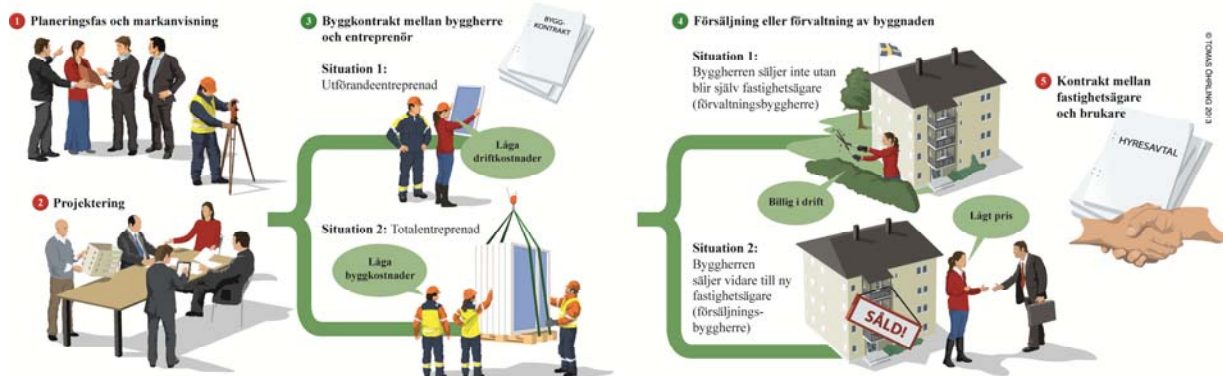 1 Planeringsfas och markanvisning
2 Projektering
3 Byggkontrakt mellan byggherre
och entreprenör
BYGG-
KONTRAKT
Situation 1:
Utförandeentreprenad
Låga
driftkostnader
Situation 2: Totalentreprenad
Låga
byggkostnader
4 Försäljning eller förvaltning av byggnaden
Situation 1:
Byggherren säljer inte utan
blir själv fastighetsägare
(förvaltningsbyggherre)
Billig i drift
Situation 2:
Byggherren
säljer vidare till ny
fastighetsägare
(försäljnings-
byggherre)
SÅLD!
Lågt pris
5 Kontrakt mellan
fastighetsägare
och brukare
HYRESAVTAL
© TOMAS ÖHRLING 2013